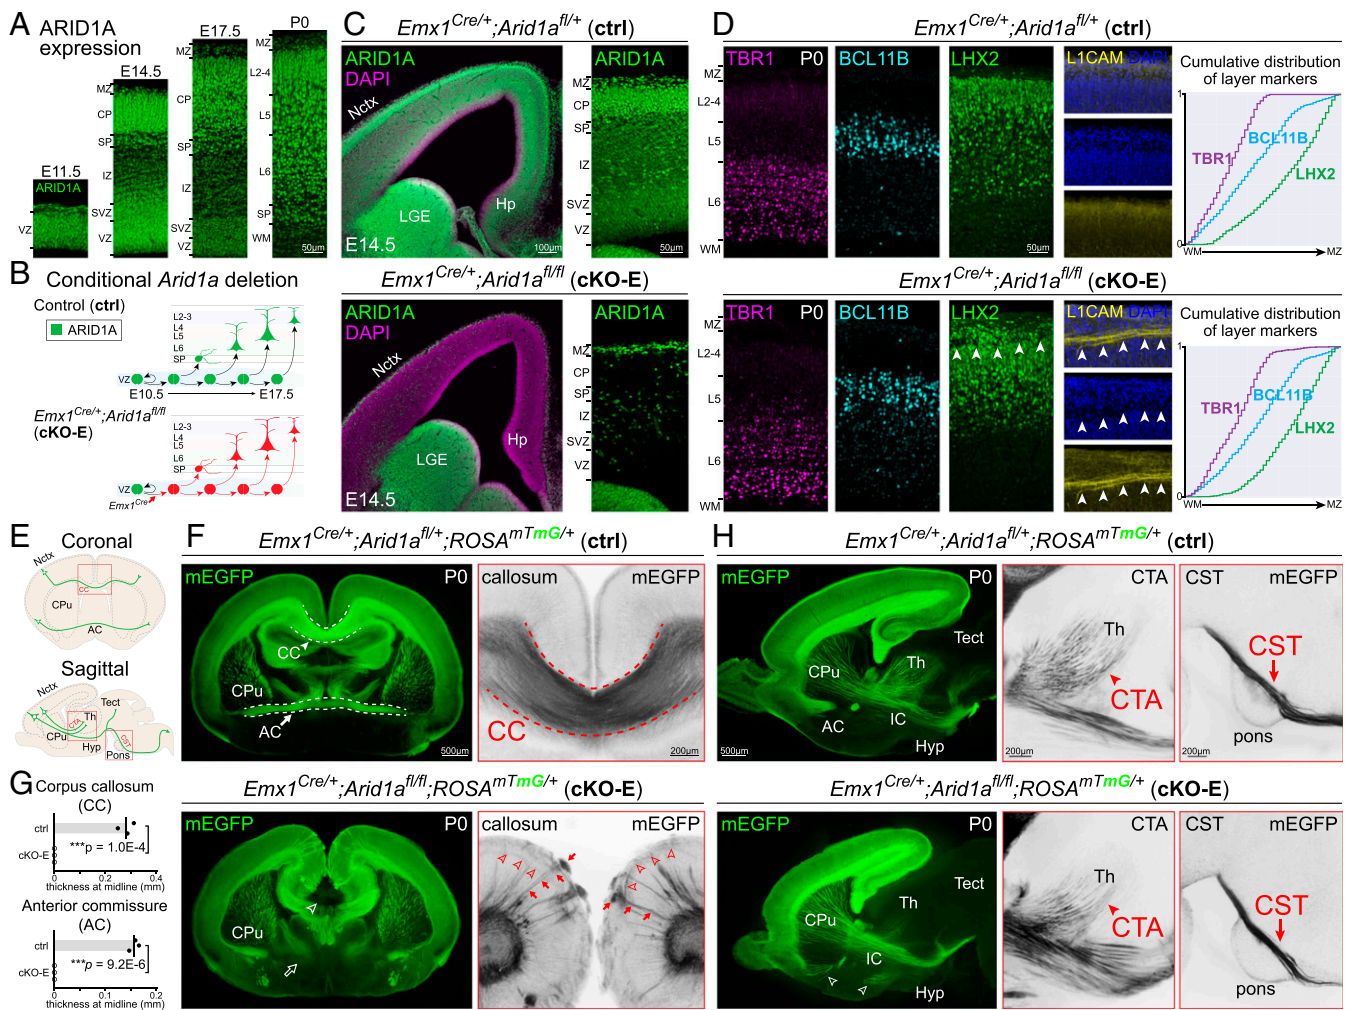 A ARID1A
expression
E11.5
ARID1A
VZ
E14.5
MZ
CP
SP
IZ
SVZ
VZ
E17.5
MZ
CP
SP
IZ
SVZ
VZ
P0
MZ
L2-4
L5
L6
SP
WM
50μm
B Conditional Arid1a deletion
Control (ctrl)
ARID1A
L2-3
L4
L5
L6
SP
VZ
E10.5
E17.5
Emx1Cre/+;Arid1afl/fl
(cKO-E)
L2-3
L4
L5
L6
SP
VZ
Emx1Cre
C Emx1Cre/+;Arid1afl/+ (ctrl)
ARID1A
DAPI
Nctx
LGE
Hp
E14.5
100μm
ARID1A
MZ
CP
SP
IZ
SVZ
VZ
50μm
Emx1Cre/+;Arid1afl/fl (cKO-E)
ARID1A
DAPI
Nctx
LGE
Hp
E14.5
ARID1A
MZ
CP
SP
IZ
SVZ
VZ
D Emx1Cre/+;Arid1afl/+ (ctrl)
TBR1 P0
BCL11B
LHX2
L1CAM DAPI
MZ
L2-4
L5
L6
WM
50μm
Cumulative distribution
of layer markers
1
TBR1
BCL11B
LHX2
0
WM MZ
Emx1Cre/+;Arid1afl/fl (cKO-E)
TBR1 P0
BCL11B
LHX2
L1CAM DAPI
MZ
L2-4
L5
L6
WM
Cumulative distribution
of layer markers
1
TBR1
BCL11B
LHX2
0
WM MZ
E Coronal
Nctx
CC
CPu
AC
Sagittal
Nctx
Tect
Th
CTA
CPu
Hyp
CST
Pons
F Emx1Cre/+;Arid1afl/+;ROSAmTmG/+ (ctrl)
mEGFP P0
CC
CPu
AC
500μm
callosum mEGFP
CC
200μm
Emx1Cre/+;Arid1afl/fl;ROSAmTmG/+ (cKO-E)
mEGFP P0
CPu
callosum mEGFP
G Corpus callosum
(CC)
ctrl
cKO-E
***p = 1.0E-4
0 0.2 0.4
thickness at midline (mm)
Anterior commissure
(AC)
ctrl
cKO-E
***p = 9.2E-6
0 0.1 0.2
thickness at midline (mm)
H Emx1Cre/+;Arid1afl/+;ROSAmTmG/+ (ctrl)
mEGFP P0
Tect
CPu
Th
AC
IC
Hyp
500μm
CTA
Th
CTA
200μm
CST mEGFP
CST
pons
200μm
Emx1Cre/+;Arid1afl/fl;ROSAmTmG/+ (cKO-E)
mEGFP P0
Tect
CPu
Th
IC
Hyp
CTA
Th
CTA
CST mEGFP
CST
pons